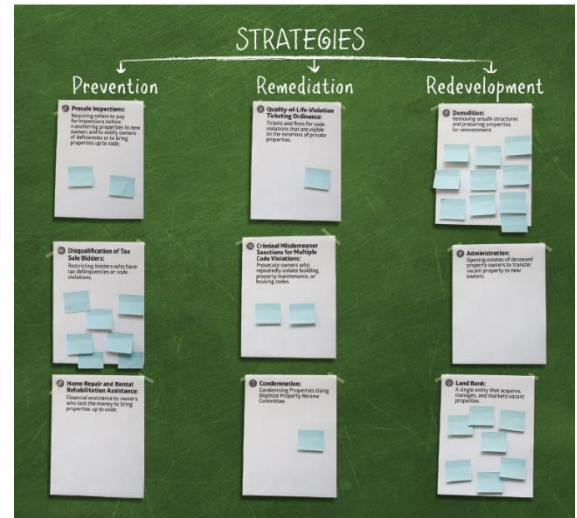 STRATEGIES
Prevention
Remediation
Redevelopment
Presale Inspections:
Requiring sellers to pay
for inspections before
transferring properties to new
owners and to notify owners
of deficiencies or to bring
properties up to code.
Quality-of-Life-Violation
Ticketing Ordinance:
Tickets and fines for code
violations that are visible
on the exteriors of private
properties.
Demolition:
Removing unsafe structures
and preparing properties
for reinvestment.
Disqualification of Tax
Sale Bidders:
Restricting bidders who have
tax delinquencies or code
violations.
Criminal Misdemeanor
Sanctions for Multiple
Code Violations:
Prosecute owners who
repeatedly violate building,
property maintenance, or
housing codes.
Administration:
Opening estates of deceased
property owners to transfer
vacant property to new
owners.
Home Repair and Rental
Rehabilitation Assistance:
Financial assistance to owners
who lack the money to bring
properties up to code.
Condemnation:
Condemning Properties Using
Blighted Property Review
Committee.
Land Bank:
A single entity that acquires,
manages, and markets vacant
properties.